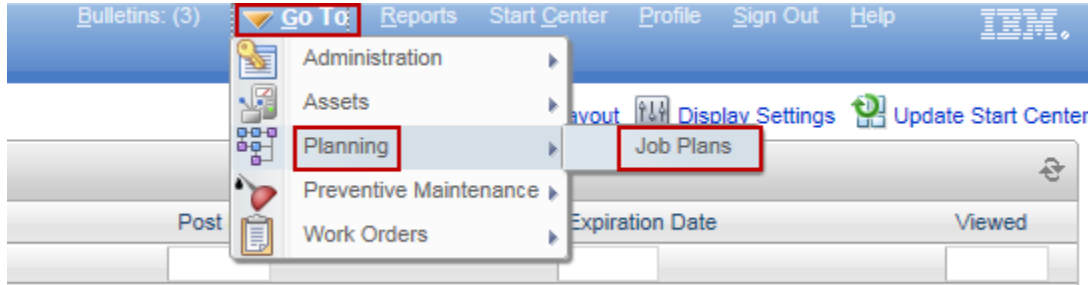 Bulletins: (3) Go To Reports Start Center Profile Sign Out Help IBM.
Administration
Assets
ayout Display Settings Update Start Center
Planning Job Plans
Preventive Maintenance
Post Expiration Date Viewed
Work Orders